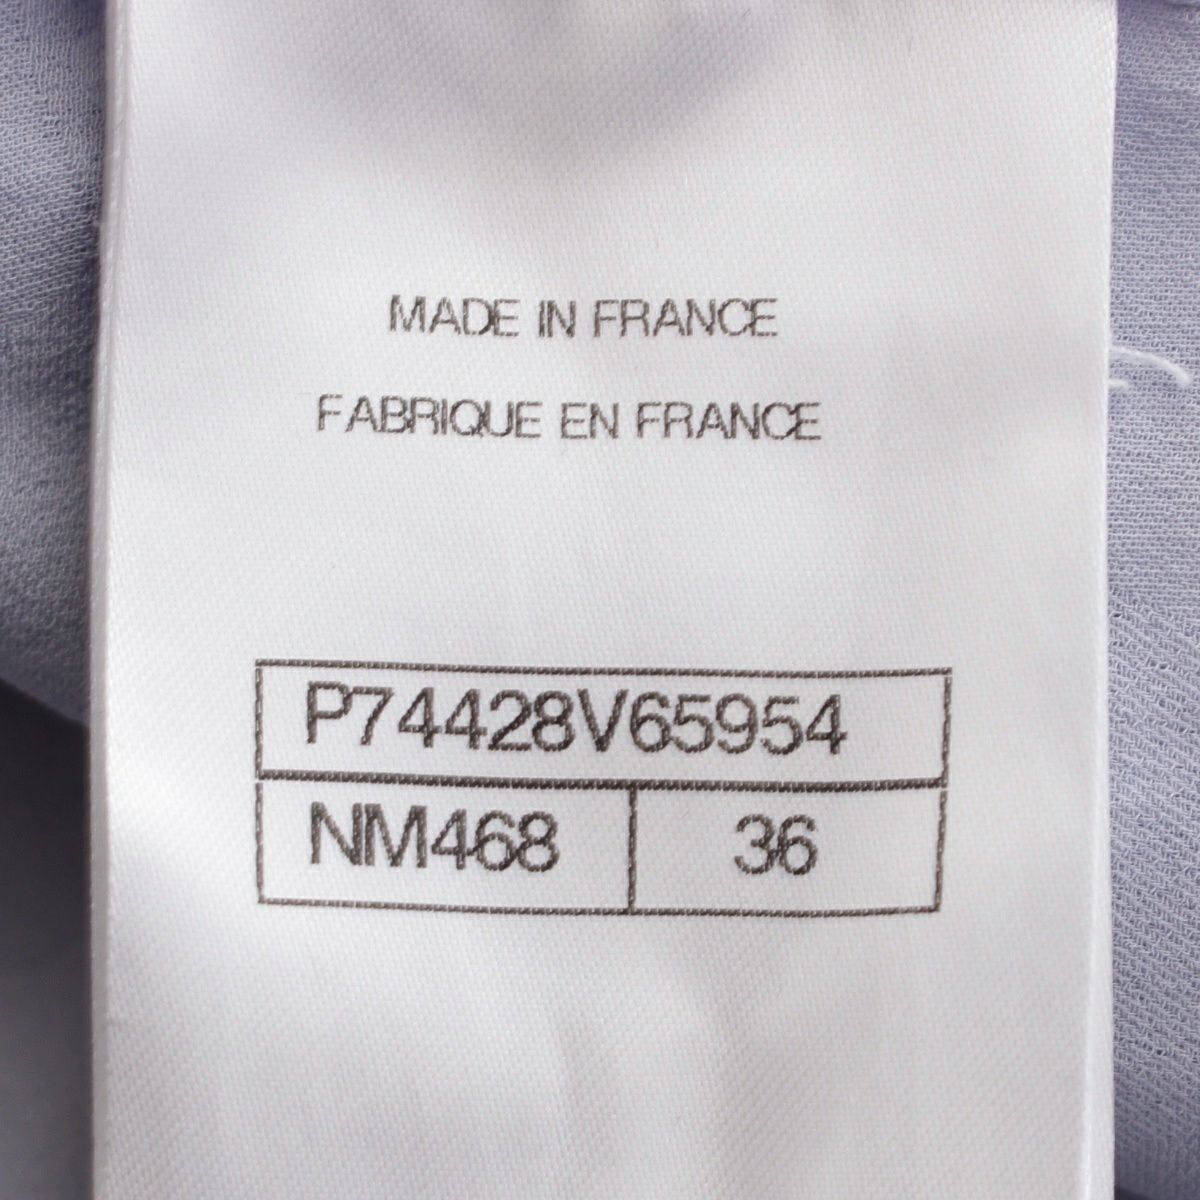 MADE IN FRANCE
FABRIQUE EN FRANCE
P74428V65954
NM468 36